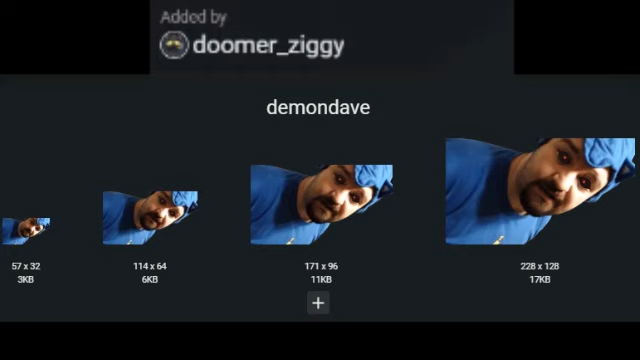 Added by
doomer_ziggy
demondave
57 x 32
3KB
114 x 64
6KB
171 x 96
11KB
228 x 128
17KB
+